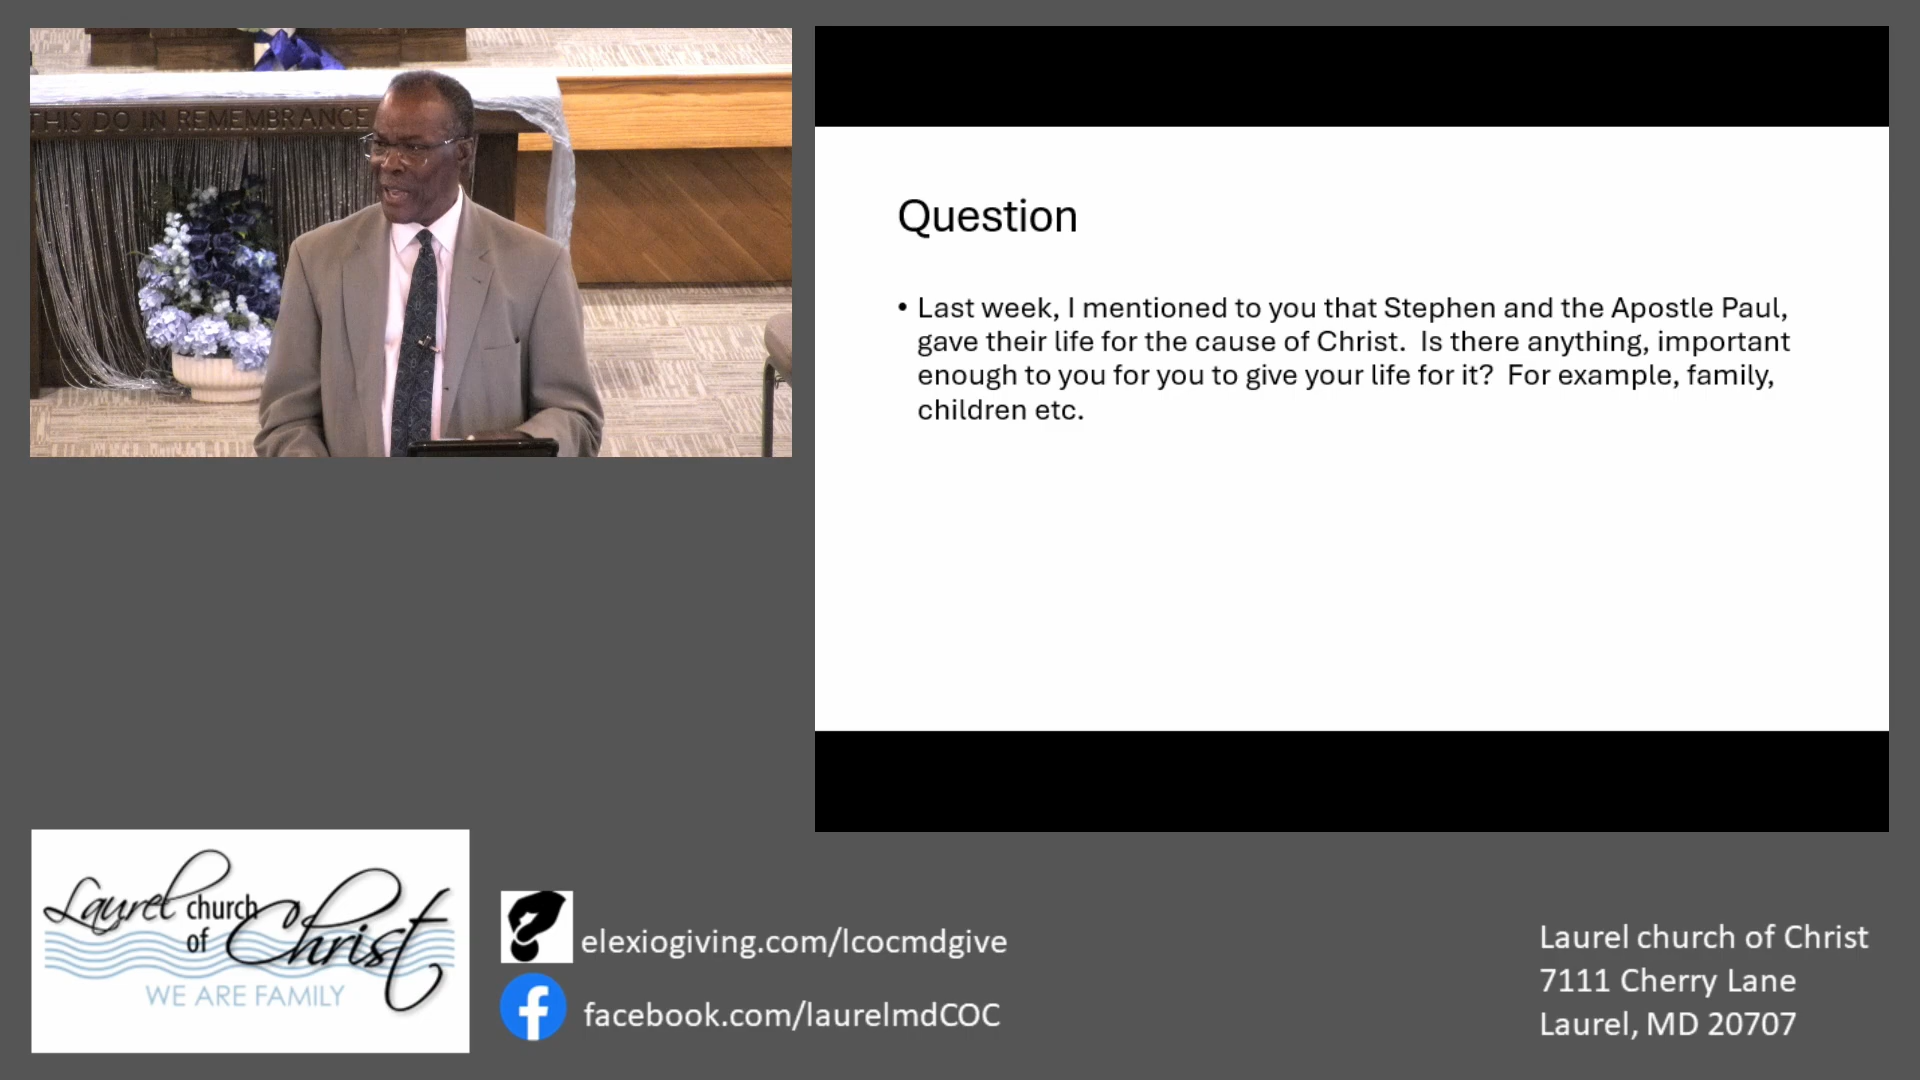 THIS DO IN REMEMBRANCE
Question
• Last week, I mentioned to you that Stephen and the Apostle Paul,
gave their life for the cause of Christ.  Is there anything, important
enough to you for you to give your life for it?  For example, family,
children etc.
Laurel church
of Christ
WE ARE FAMILY
elexiogiving.com/lcocmdgive
facebook.com/laurelmdCOC
Laurel church of Christ
7111 Cherry Lane
Laurel, MD 20707